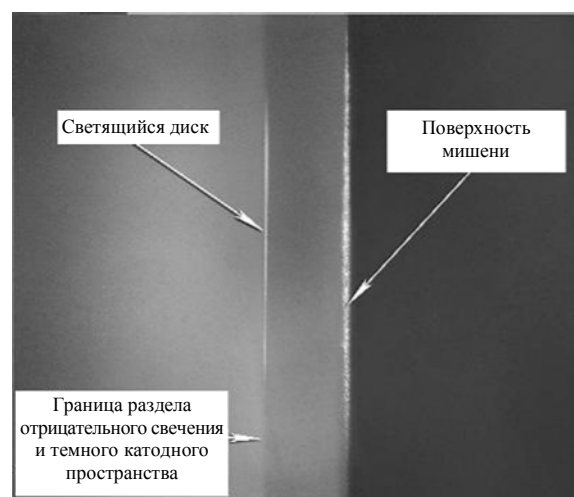 Светящийся диск
Поверхность
мишени
Граница раздела
отрицательного свечения
и темного катодного
пространства